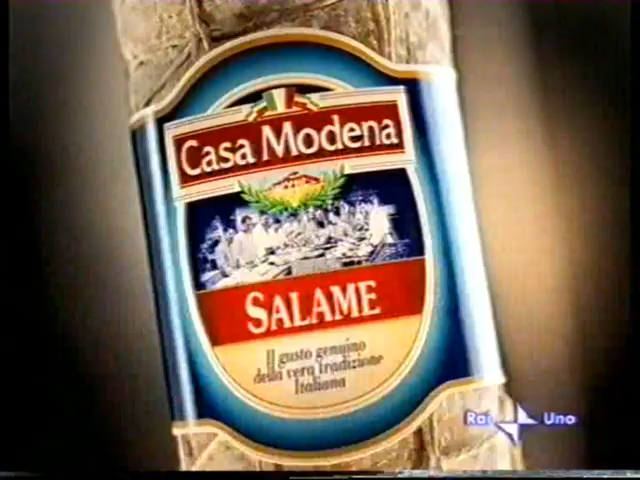 Casa Modena
SALAME
Il gusto genuino
della vera tradizione
Italiana
Rai Uno